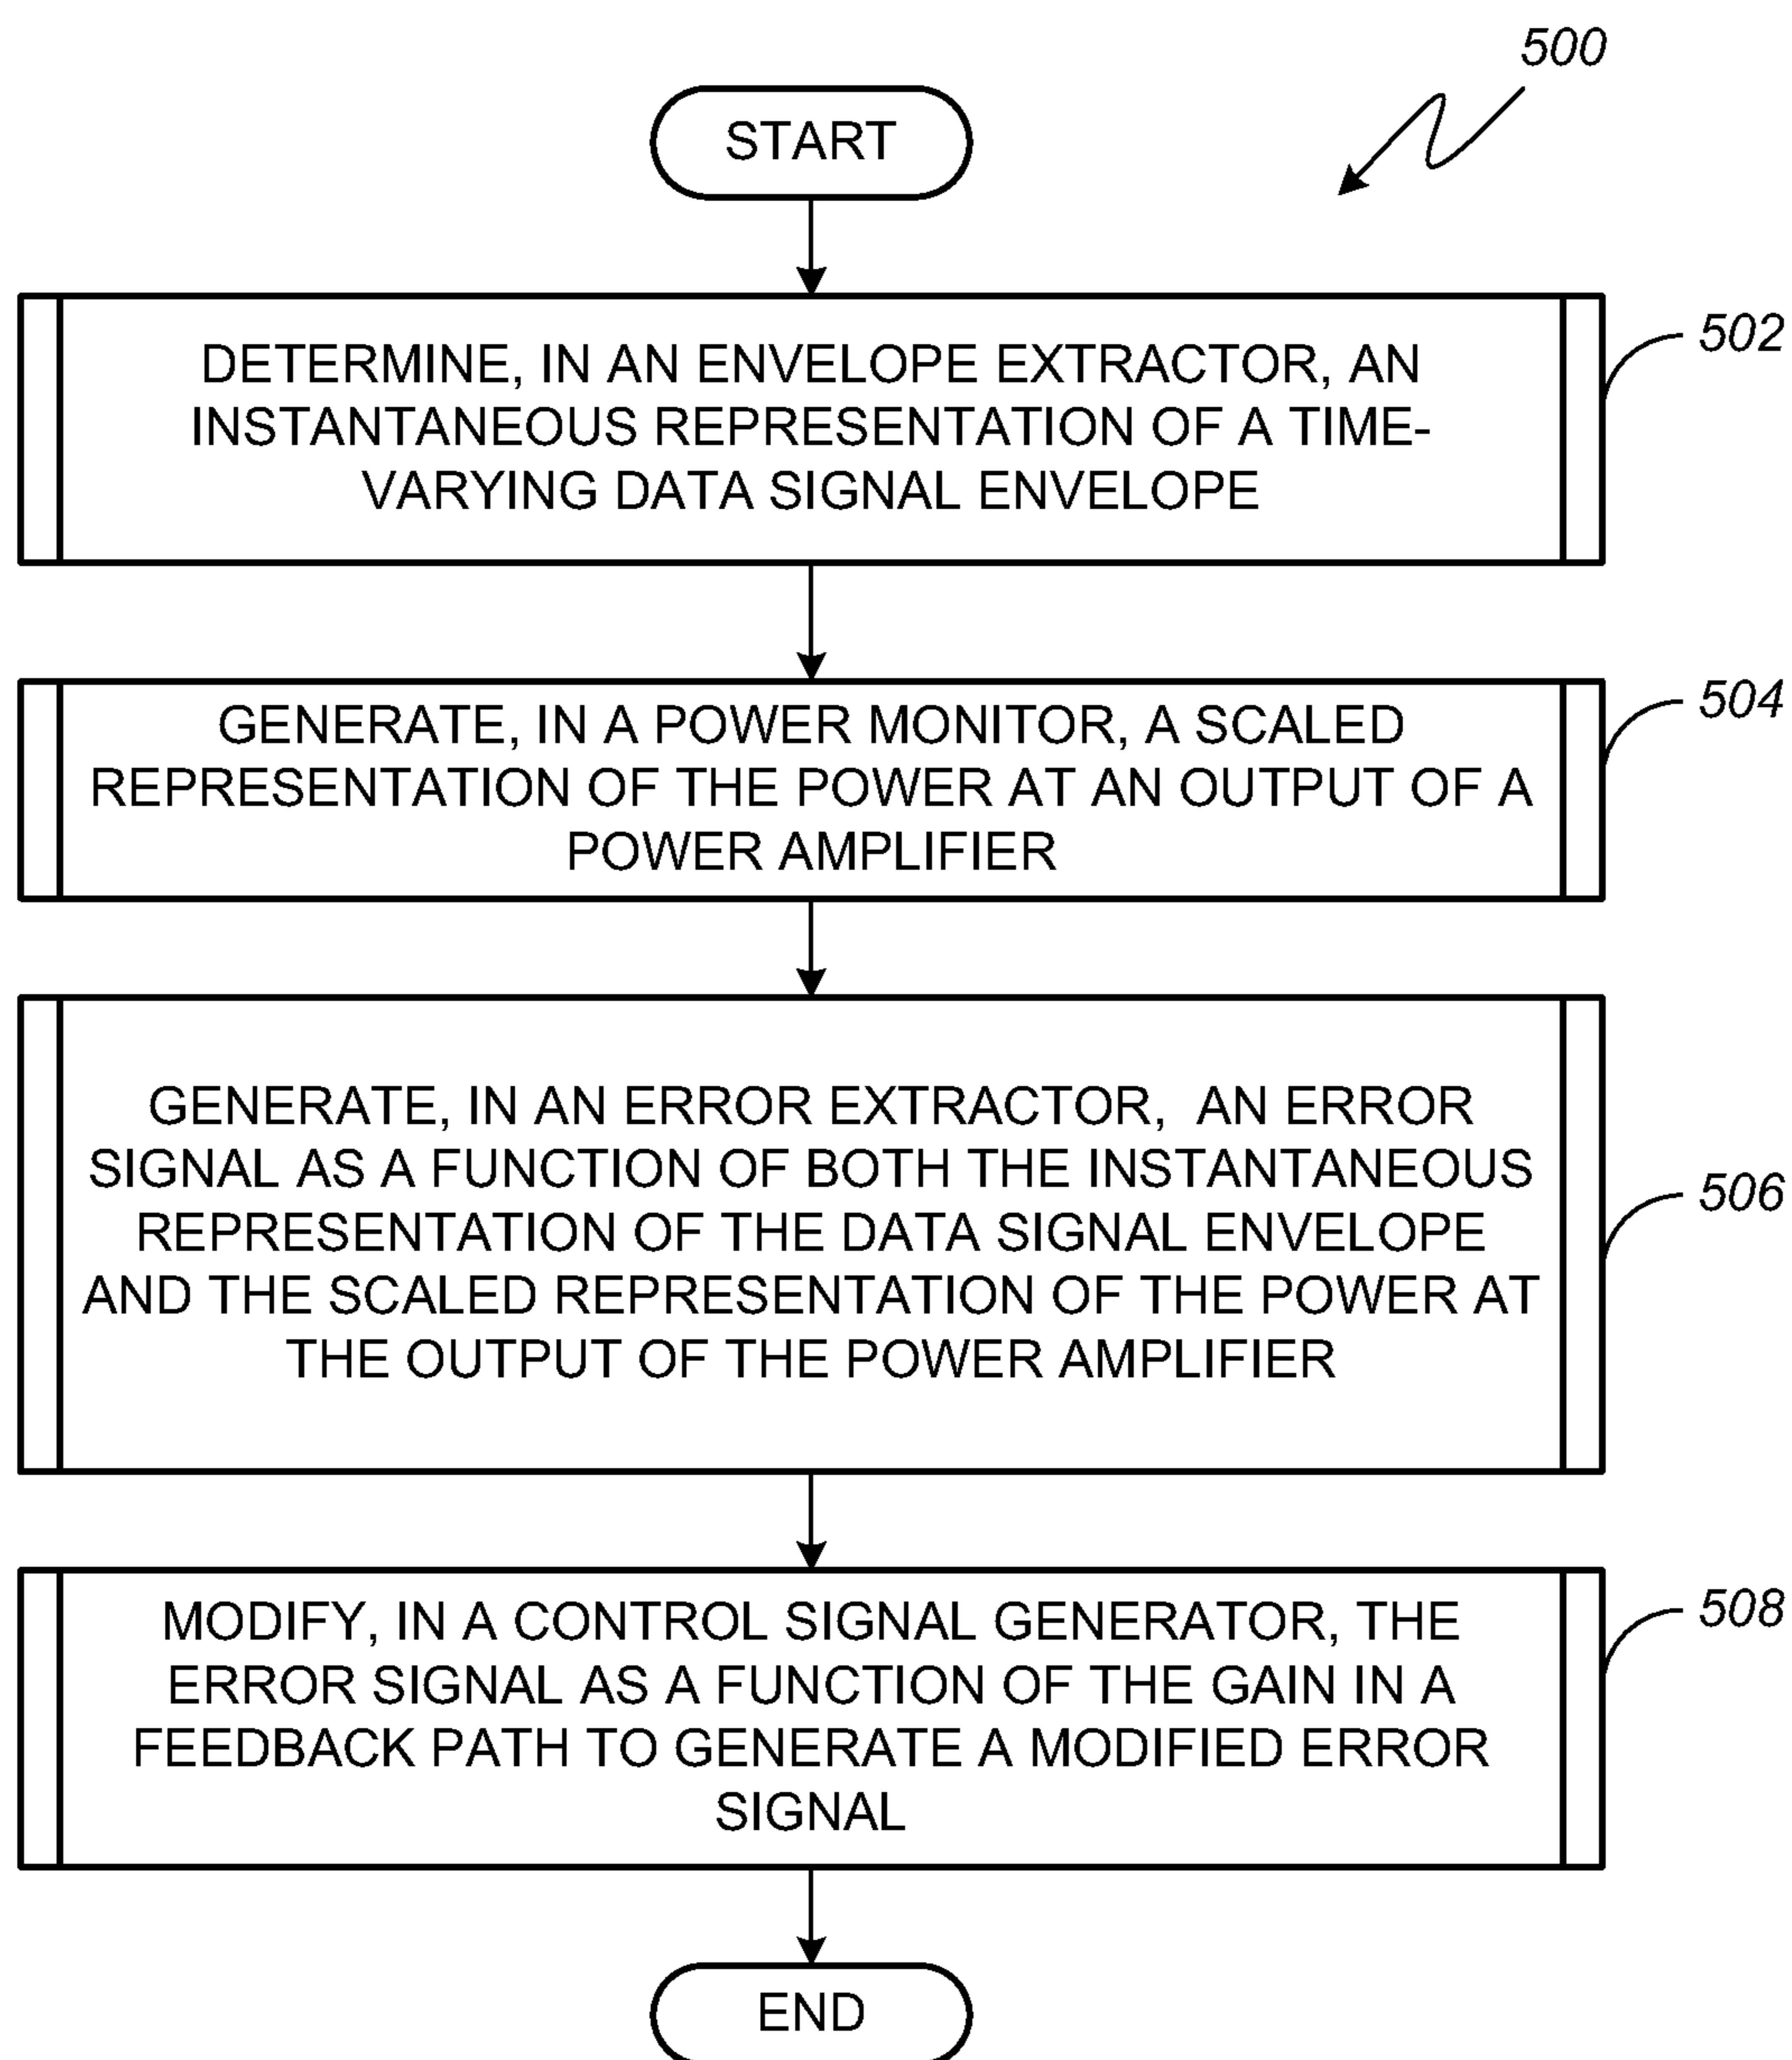 500
START
DETERMINE, IN AN ENVELOPE EXTRACTOR, AN
INSTANTANEOUS REPRESENTATION OF A TIME-
VARYING DATA SIGNAL ENVELOPE
502
GENERATE, IN A POWER MONITOR, A SCALED
REPRESENTATION OF THE POWER AT AN OUTPUT OF A
POWER AMPLIFIER
504
GENERATE, IN AN ERROR EXTRACTOR, AN ERROR
SIGNAL AS A FUNCTION OF BOTH THE INSTANTANEOUS
REPRESENTATION OF THE DATA SIGNAL ENVELOPE
AND THE SCALED REPRESENTATION OF THE POWER AT
THE OUTPUT OF THE POWER AMPLIFIER
506
MODIFY, IN A CONTROL SIGNAL GENERATOR, THE
ERROR SIGNAL AS A FUNCTION OF THE GAIN IN A
FEEDBACK PATH TO GENERATE A MODIFIED ERROR
SIGNAL
508
END